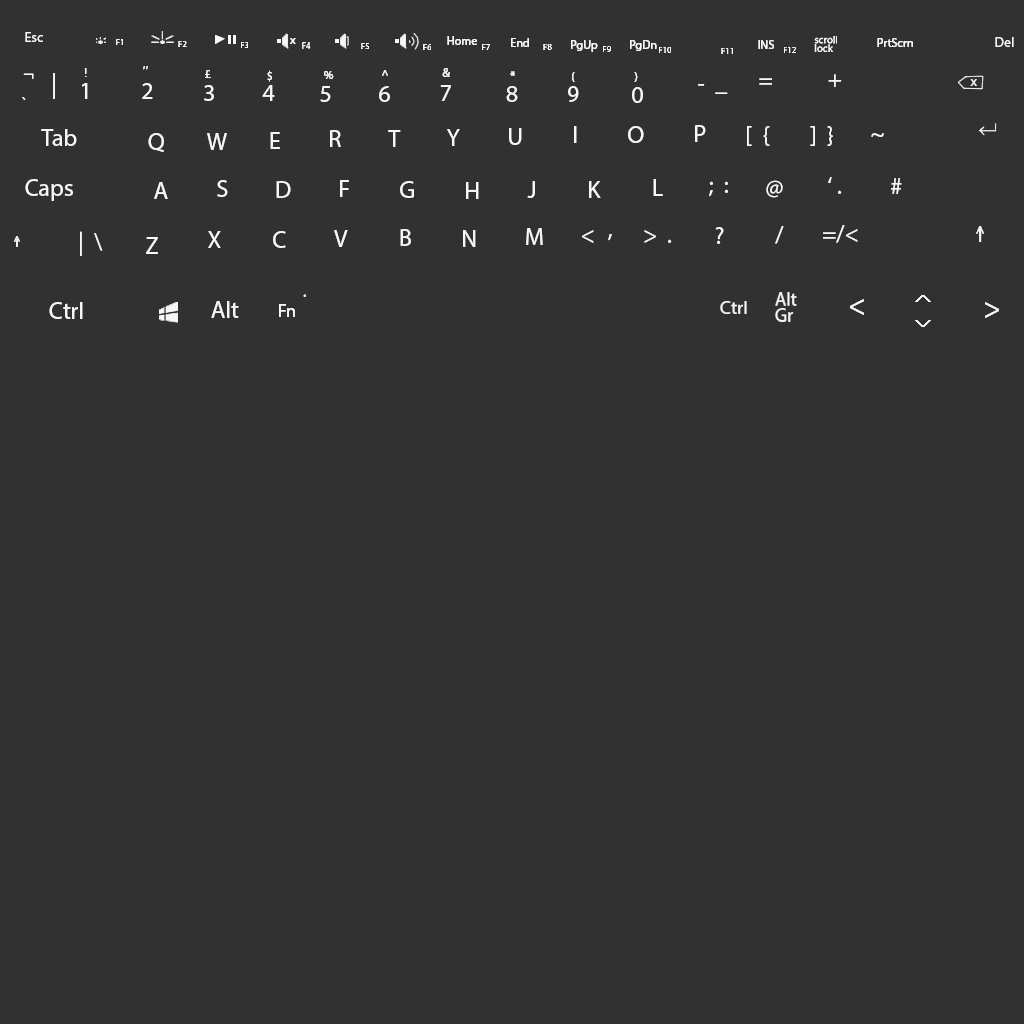 Esc F1 F2 F3 F4 F5 F6 Home F7 End F8 PgUp F9 PgDn F10 F11 INS F12 scroll lock PrtScrn Del
¬ ` | ! 1 " 2 £ 3 $ 4 % 5 ^ 6 & 7 * 8 ( 9 ) 0 - _ = + x
Tab Q W E R T Y U I O P [ { ] } ~
Caps A S D F G H J K L ; : @ ‘ . #
| \ Z X C V B N M < ’ > . ? / =/<
Ctrl Alt Fn Ctrl Alt Gr < >